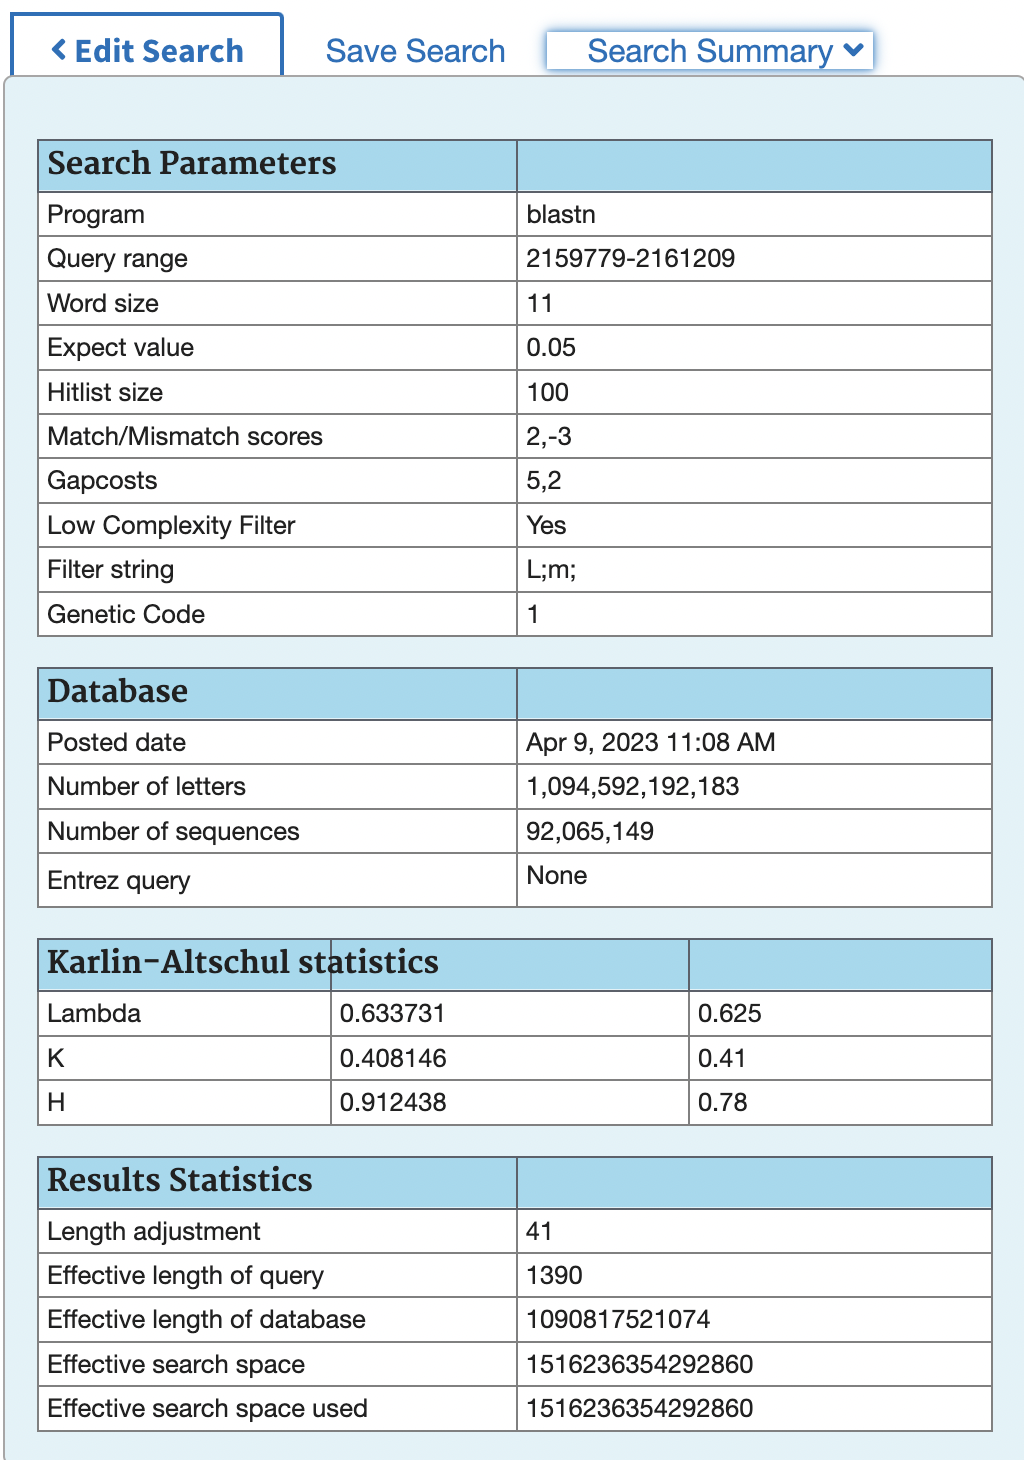 Edit Search Save Search Search Summary
Search Parameters
Program blastn
Query range 2159779-2161209
Word size 11
Expect value 0.05
Hitlist size 100
Match/Mismatch scores 2,-3
Gapcosts 5,2
Low Complexity Filter Yes
Filter string L;m;
Genetic Code 1
Database
Posted date Apr 9, 2023 11:08 AM
Number of letters 1,094,592,192,183
Number of sequences 92,065,149
Entrez query None
Karlin-Altschul statistics
Lambda 0.633731 0.625
K 0.408146 0.41
H 0.912438 0.78
Results Statistics
Length adjustment 41
Effective length of query 1390
Effective length of database 1090817521074
Effective search space 1516236354292860
Effective search space used 1516236354292860